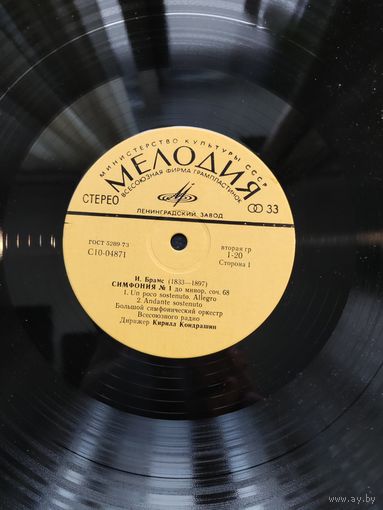 МИНИСТЕРСТВО КУЛЬТУРЫ СССР
МЕЛОДИЯ
ВСЕСОЮЗНАЯ ФИРМА ГРАМПЛАСТИНОК
СТЕРЕО
33
ЛЕНИНГРАДСКИЙ ЗАВОД
ГОСТ 5289-73
вторая гр
С10-04871
1-20
Сторона 1
И. Брамс (1833—1897)
СИМФОНИЯ № 1 до минор, соч. 68
1. Un poco sostenuto. Allegro
2. Andante sostenuto
Большой симфонический оркестр
Всесоюзного радио
Дирижер Кирилл Кондрашин
www.ay.by